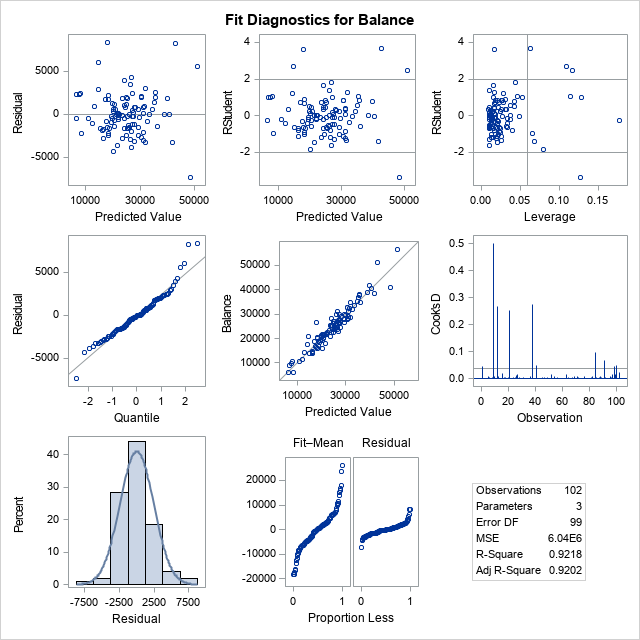 Fit Diagnostics for Balance
Residual
5000
0
-5000
10000 30000 50000
Predicted Value
RStudent
4
2
0
-2
10000 30000 50000
Predicted Value
RStudent
4
2
0
-2
0.00 0.05 0.10 0.15
Leverage
Residual
5000
0
-5000
-2 -1 0 1 2
Quantile
Balance
50000
40000
30000
20000
10000
10000 30000 50000
Predicted Value
Cook's D
0.5
0.4
0.3
0.2
0.1
0.0
0 20 40 60 80 100
Observation
Percent
40
30
20
10
0
-7500 -2500 2500 7500
Residual
Fit–Mean Residual
20000
10000
0
-10000
-20000
0 1 0 1
Proportion Less
Observations 102
Parameters 3
Error DF 99
MSE 6.04E6
R-Square 0.9218
Adj R-Square 0.9202